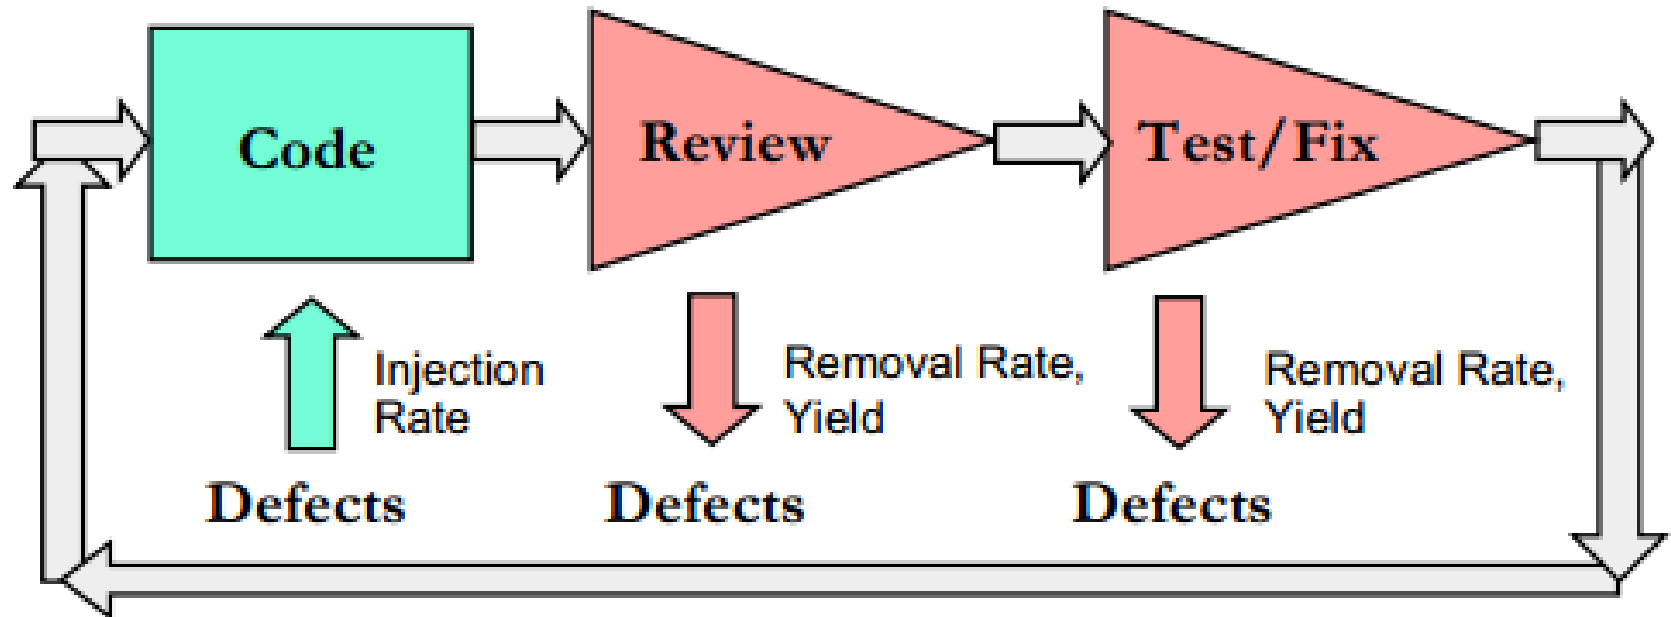 Code
Review
Test/Fix
Injection
Rate
Removal Rate,
Yield
Removal Rate,
Yield
Defects
Defects
Defects